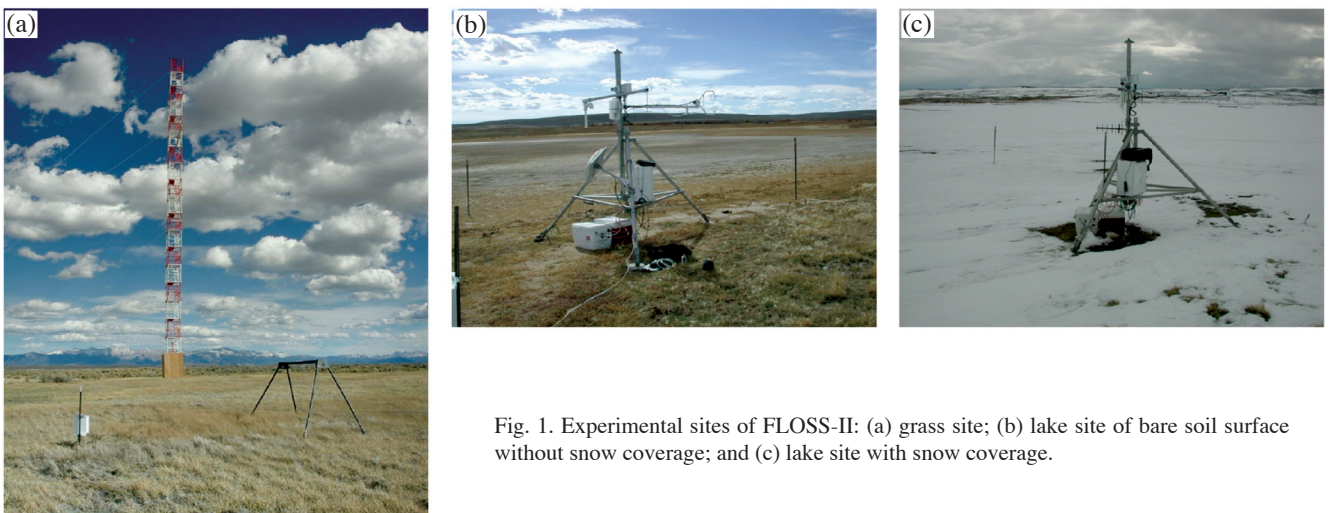 (a)
(b)
(c)
Fig. 1. Experimental sites of FLOSS-II: (a) grass site; (b) lake site of bare soil surface
without snow coverage; and (c) lake site with snow coverage.